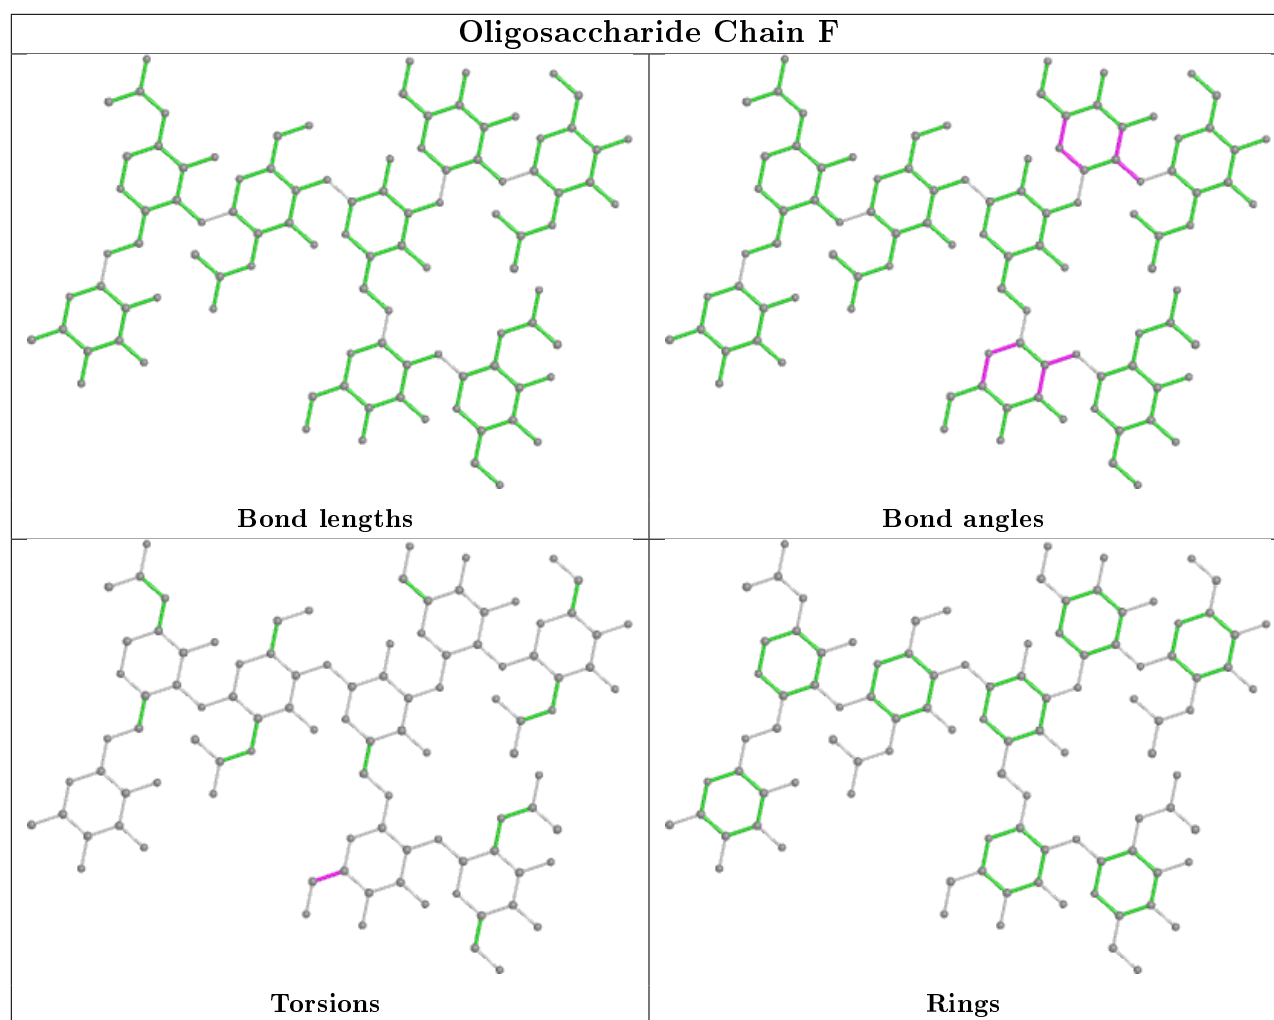 Oligosaccharide Chain F
Bond lengths
Bond angles
Torsions
Rings